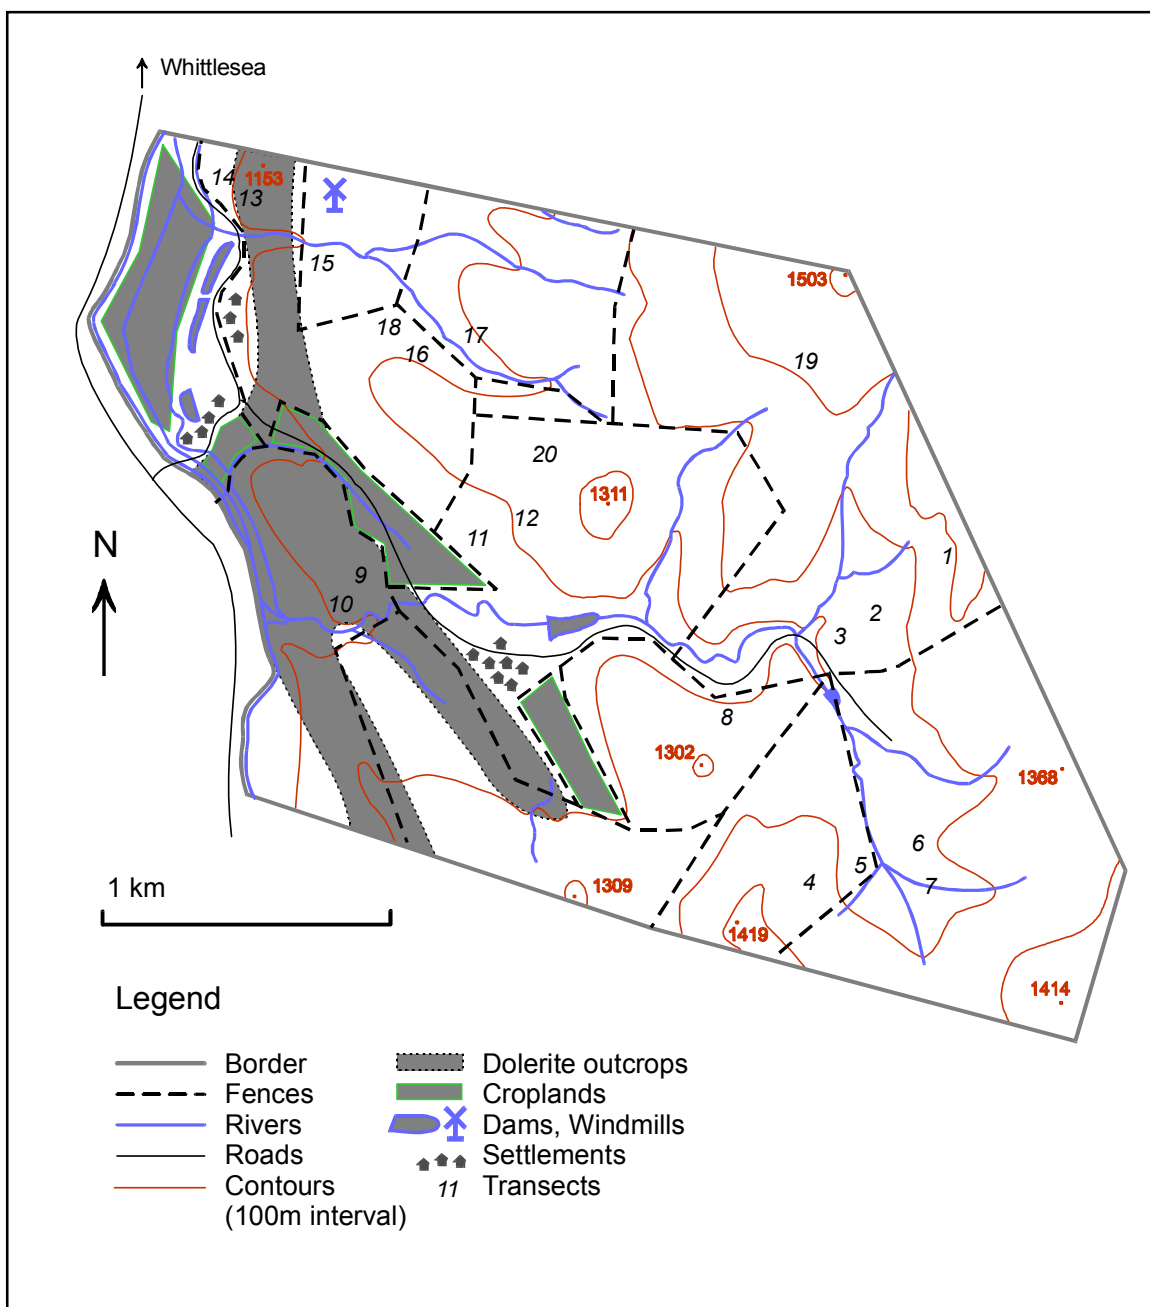 Whittlesea
14
1153
13
15
1503
18
17
16
19
20
1311
12
11
1
9
2
10
3
N
8
1302
1368
6
5
4
7
1 km
1309
1419
1414
Legend
Border
Dolerite outcrops
Fences
Croplands
Rivers
Dams, Windmills
Roads
Settlements
Contours
11 Transects
(100m interval)